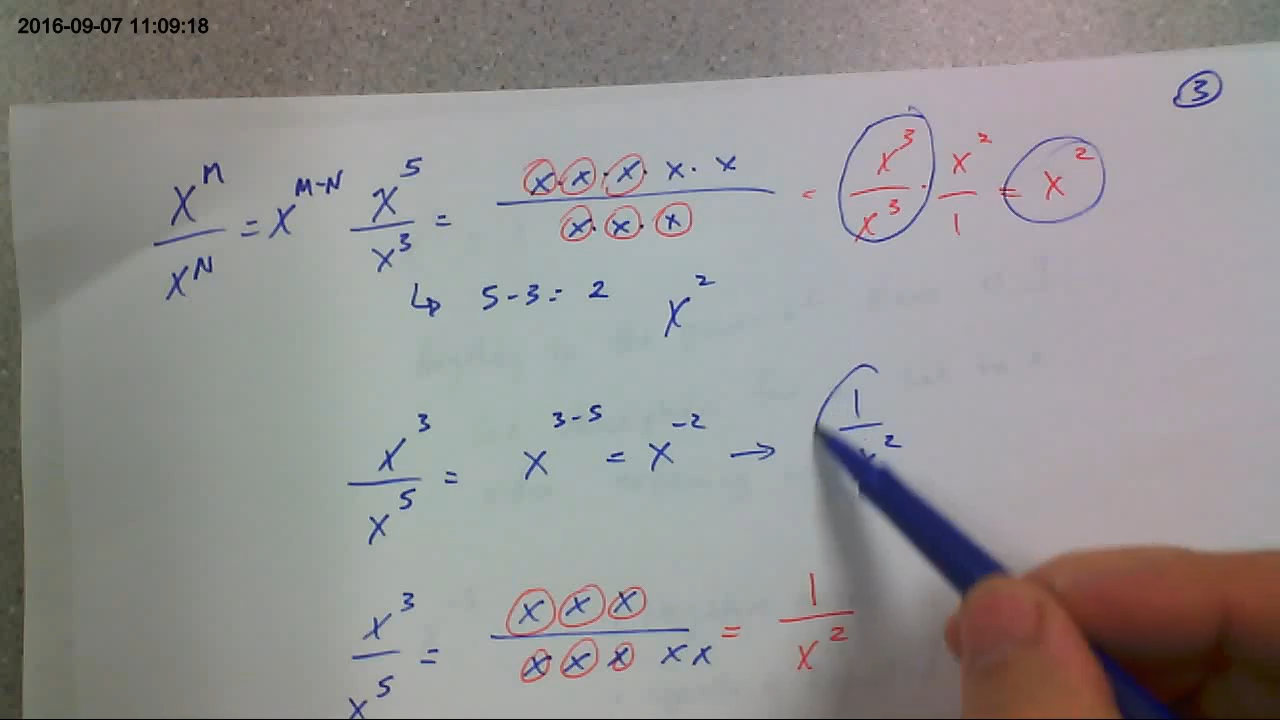 2016-09-07 11:09:18
3
x^M / x^N = x^(M-N)  x^5 / x^3 = x · x · x · x · x / x · x · x = x^3 / x^3 · x^2 / 1 = x^2
↳ 5 - 3 = 2  x^2
x^3 / x^5 = x^(3-5) = x^-2 → 1 / x^2
x^3 / x^5 = x x x / x x x x x = 1 / x^2